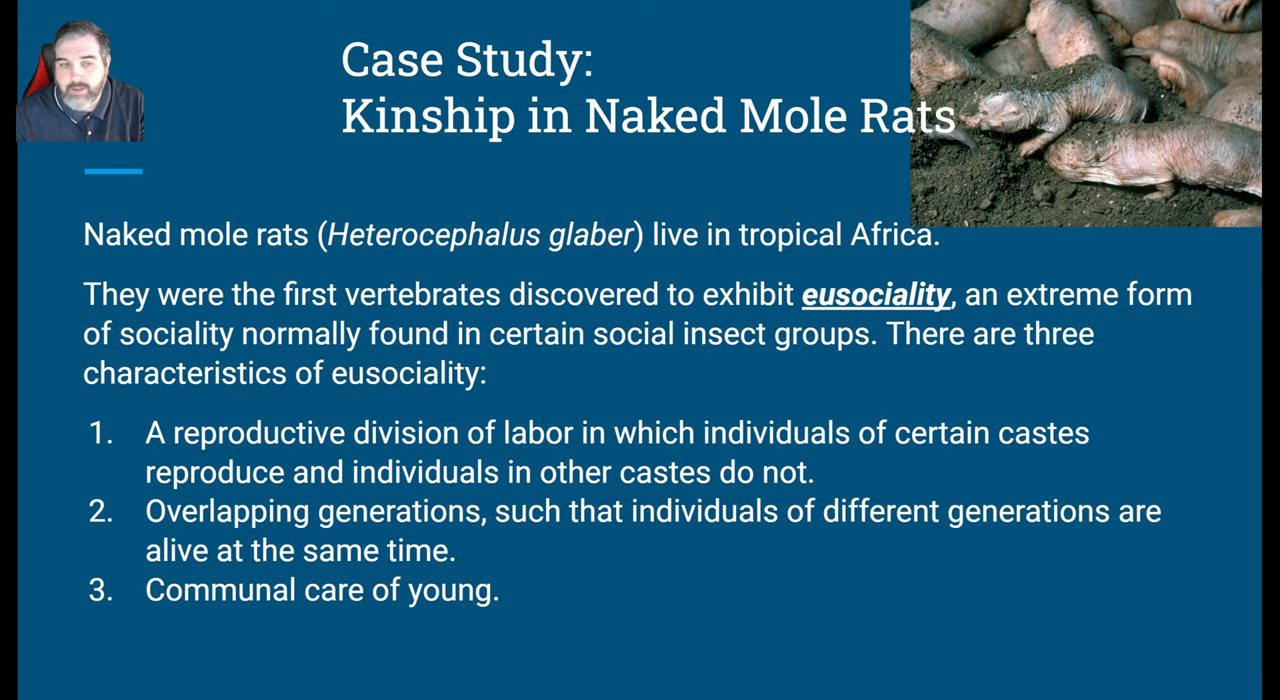 Case Study:
Kinship in Naked Mole Rats
Naked mole rats (Heterocephalus glaber) live in tropical Africa.
They were the first vertebrates discovered to exhibit eusociality, an extreme form
of sociality normally found in certain social insect groups. There are three
characteristics of eusociality:
1. A reproductive division of labor in which individuals of certain castes
reproduce and individuals in other castes do not.
2. Overlapping generations, such that individuals of different generations are
alive at the same time.
3. Communal care of young.